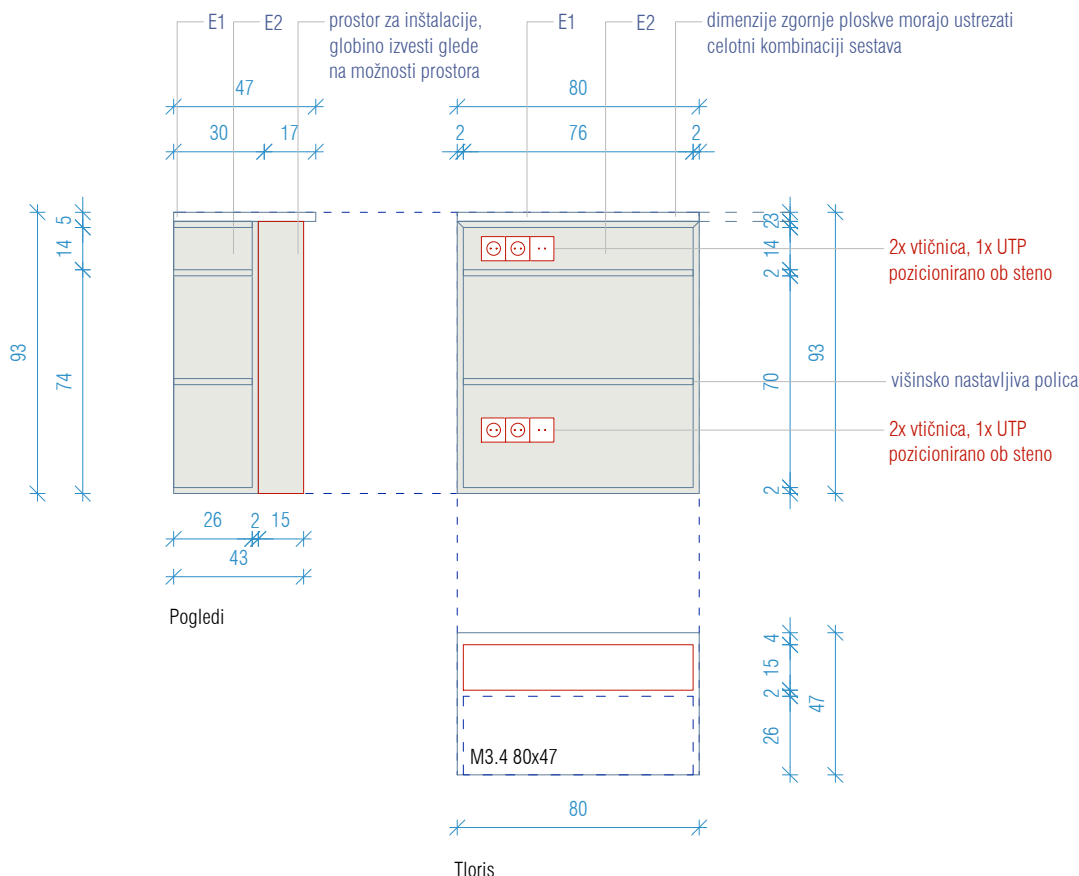 E1
E2
prostor za inštalacije,
globino izvesti glede
na možnosti prostora
E1
E2
dimenzije zgornje ploskve morajo ustrezati
celotni kombinaciji sestava
47
80
30
17
2
76
2
5
14
74
93
23
14
2
70
2
93
2x vtičnica, 1x UTP
pozicionirano ob steno
višinsko nastavljiva polica
2x vtičnica, 1x UTP
pozicionirano ob steno
26
2
15
43
Pogledi
4
15
2
26
47
M3.4 80x47
80
Tloris